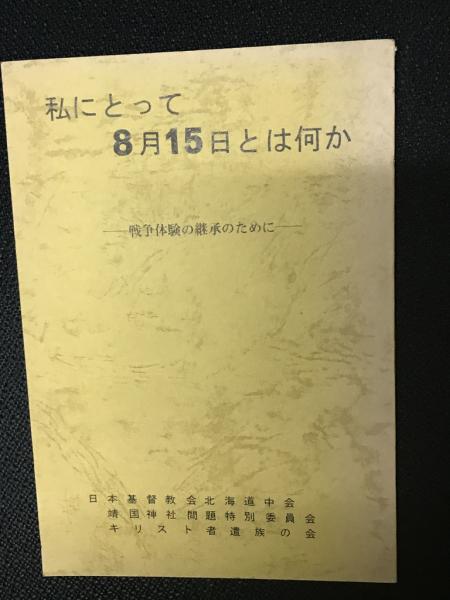 私にとって
8月15日とは何か
──戦争体験の継承のために──
日本基督教会北海道中会
靖国神社問題特別委員会
キリスト者遺族の会